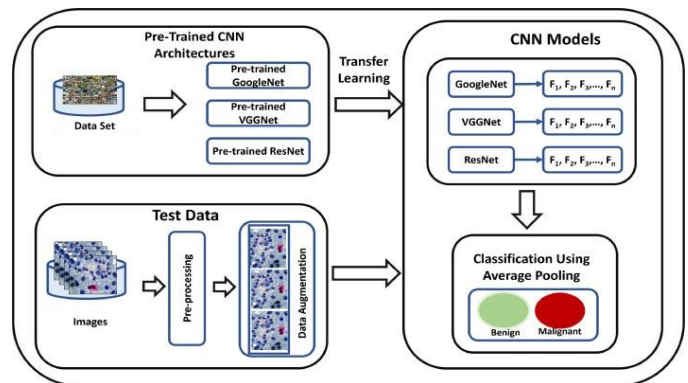 Pre-Trained CNN
Architectures
Data Set
Pre-trained
GoogleNet
Pre-trained
VGGNet
Pre-trained ResNet
Transfer
Learning
Test Data
Images
Pre-processing
Data Augmentation
CNN Models
GoogleNet
F1, F2, F3,..., Fn
VGGNet
F1, F2, F3,..., Fn
ResNet
F1, F2, F3,..., Fn
Classification Using
Average Pooling
Benign
Malignant